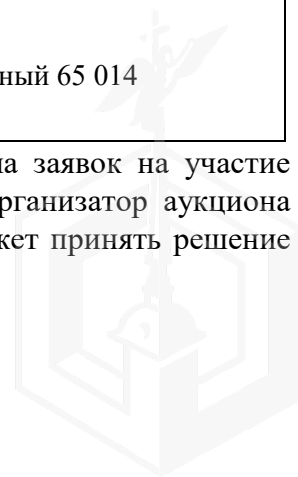 ный 65 014
на заявок на участие
рганизатор аукциона
жет принять решение